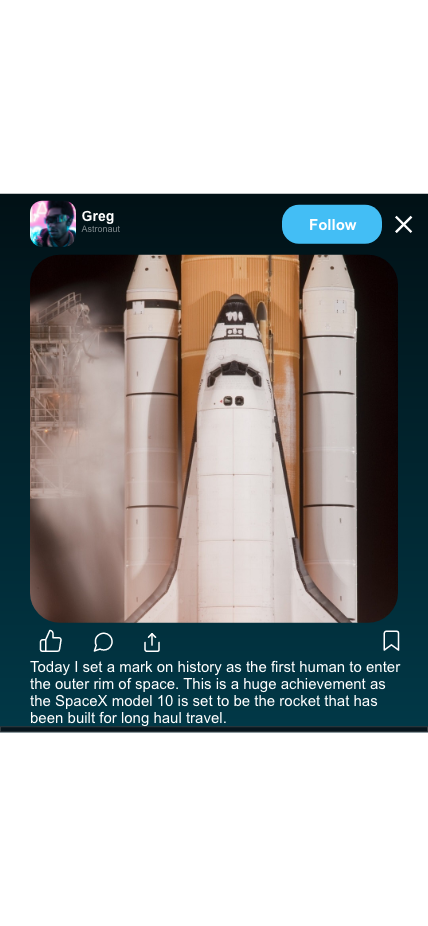 Greg
Astronaut
Follow
Today I set a mark on history as the first human to enter
the outer rim of space. This is a huge achievement as
the SpaceX model 10 is set to be the rocket that has
been built for long haul travel.